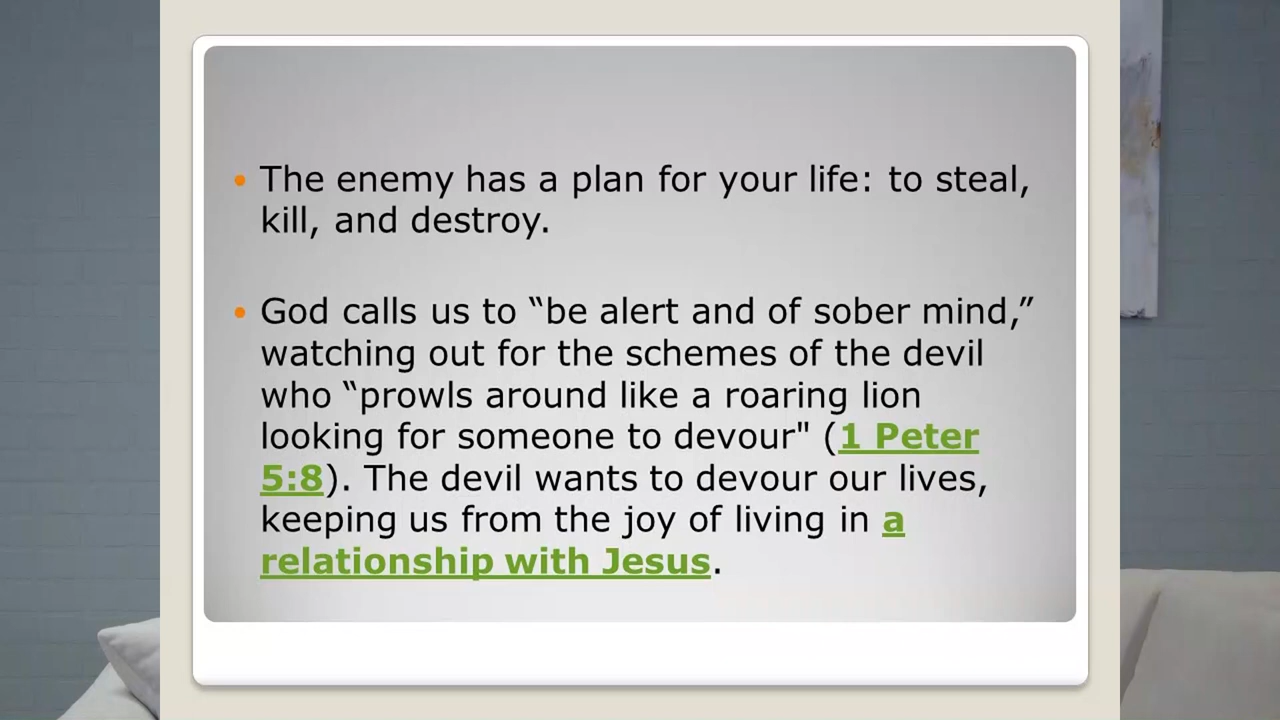 • The enemy has a plan for your life: to steal,
kill, and destroy.
• God calls us to “be alert and of sober mind,”
watching out for the schemes of the devil
who “prowls around like a roaring lion
looking for someone to devour" (1 Peter
5:8). The devil wants to devour our lives,
keeping us from the joy of living in a
relationship with Jesus.